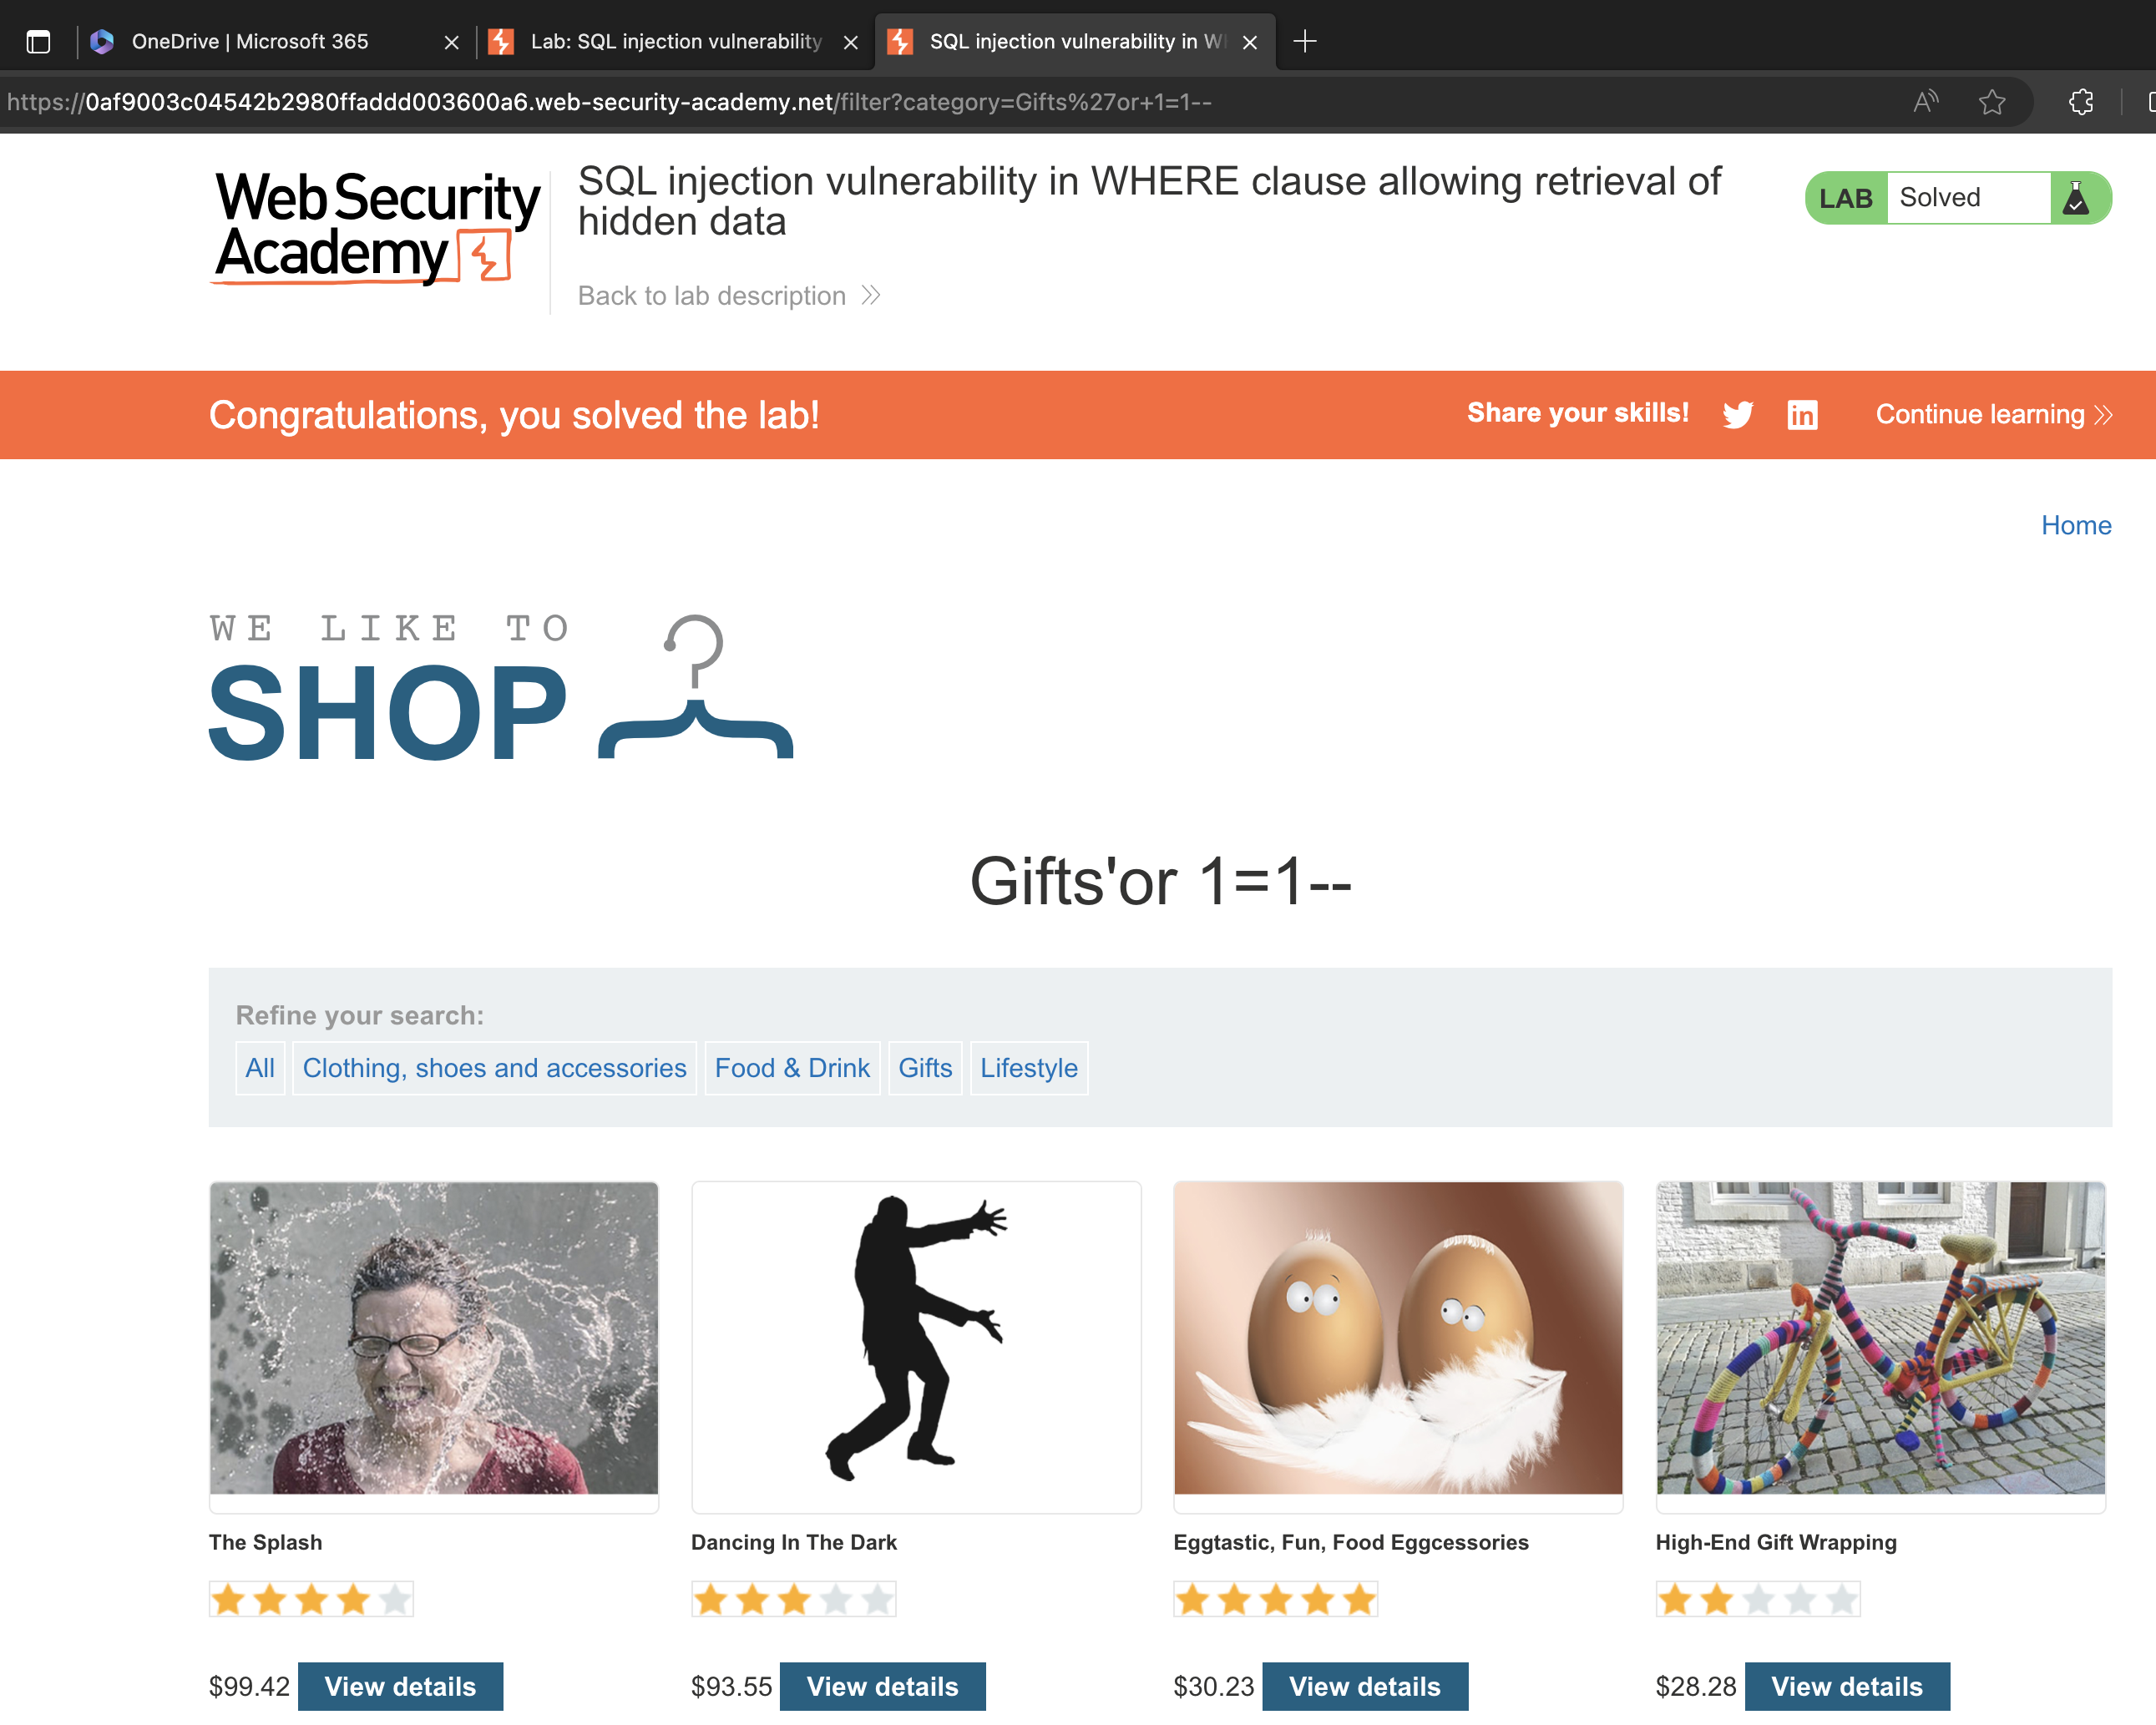 OneDrive | Microsoft 365
Lab: SQL injection vulnerability
SQL injection vulnerability in W
https://0af9003c04542b2980ffaddd003600a6.web-security-academy.net/filter?category=Gifts%27or+1=1--
Web Security
Academy
SQL injection vulnerability in WHERE clause allowing retrieval of
hidden data
Back to lab description
LAB Solved
Congratulations, you solved the lab!
Share your skills!
Continue learning
Home
WE LIKE TO
SHOP
Gifts'or 1=1--
Refine your search:
All Clothing, shoes and accessories Food & Drink Gifts Lifestyle
The Splash
Dancing In The Dark
Eggtastic, Fun, Food Eggcessories
High-End Gift Wrapping
$99.42 View details
$93.55 View details
$30.23 View details
$28.28 View details